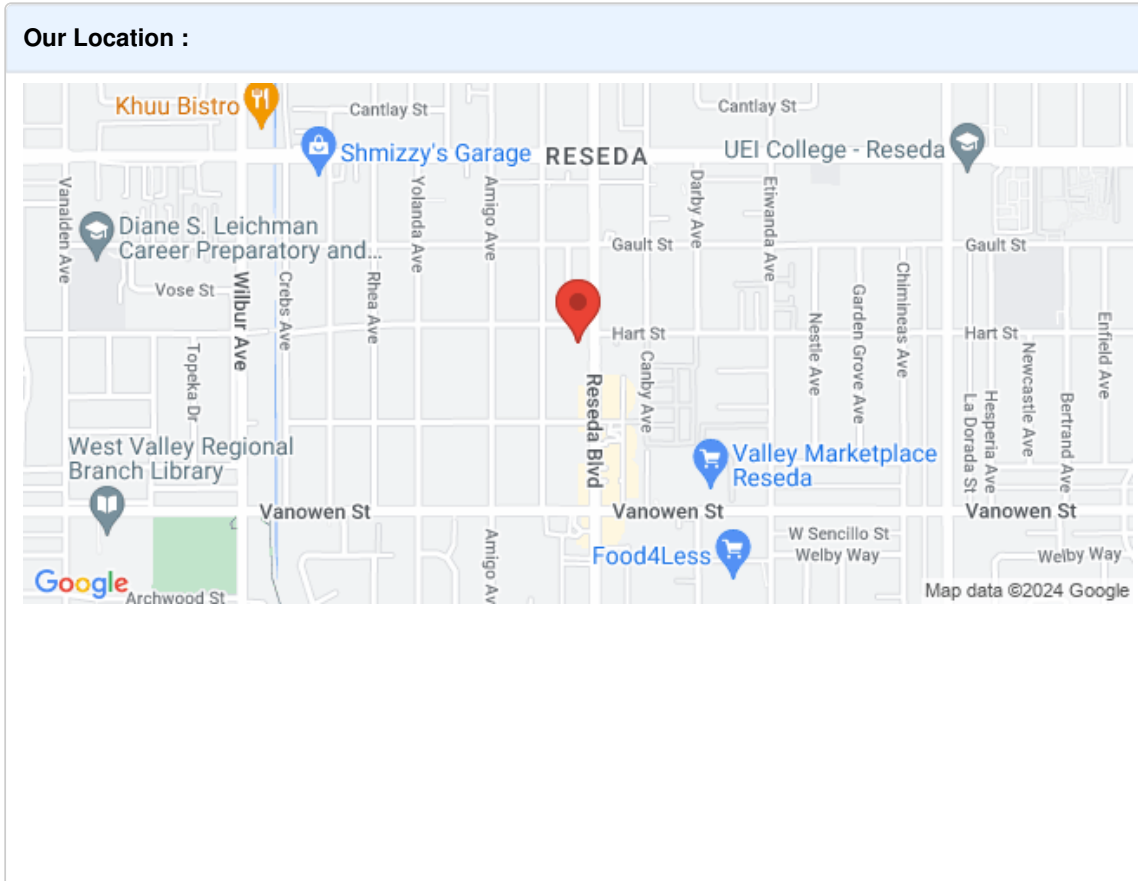 Our Location :
Khuu Bistro
Cantlay St
Cantlay St
Shmizzy's Garage
RESEDA
UEI College - Reseda
Vanalden Ave
Yolanda Ave
Amigo Ave
Darby Ave
Etiwanda Ave
Diane S. Leichman
Career Preparatory and...
Gault St
Gault St
Vose St
Wilbur Ave
Crebs Ave
Rhea Ave
Chimineas Ave
Garden Grove Ave
Nestle Ave
Enfield Ave
Hart St
Hart St
Topeka Dr
Canby Ave
Newcastle Ave
Reseda Blvd
La Dorada St
Hesperia Ave
Bertrand Ave
West Valley Regional
Branch Library
Valley Marketplace
Reseda
Vanowen St
Vanowen St
Vanowen St
Amigo Av
W Sencillo St
Welby Way
Welby Way
Food4Less
Google
Archwood St
Map data ©2024 Google